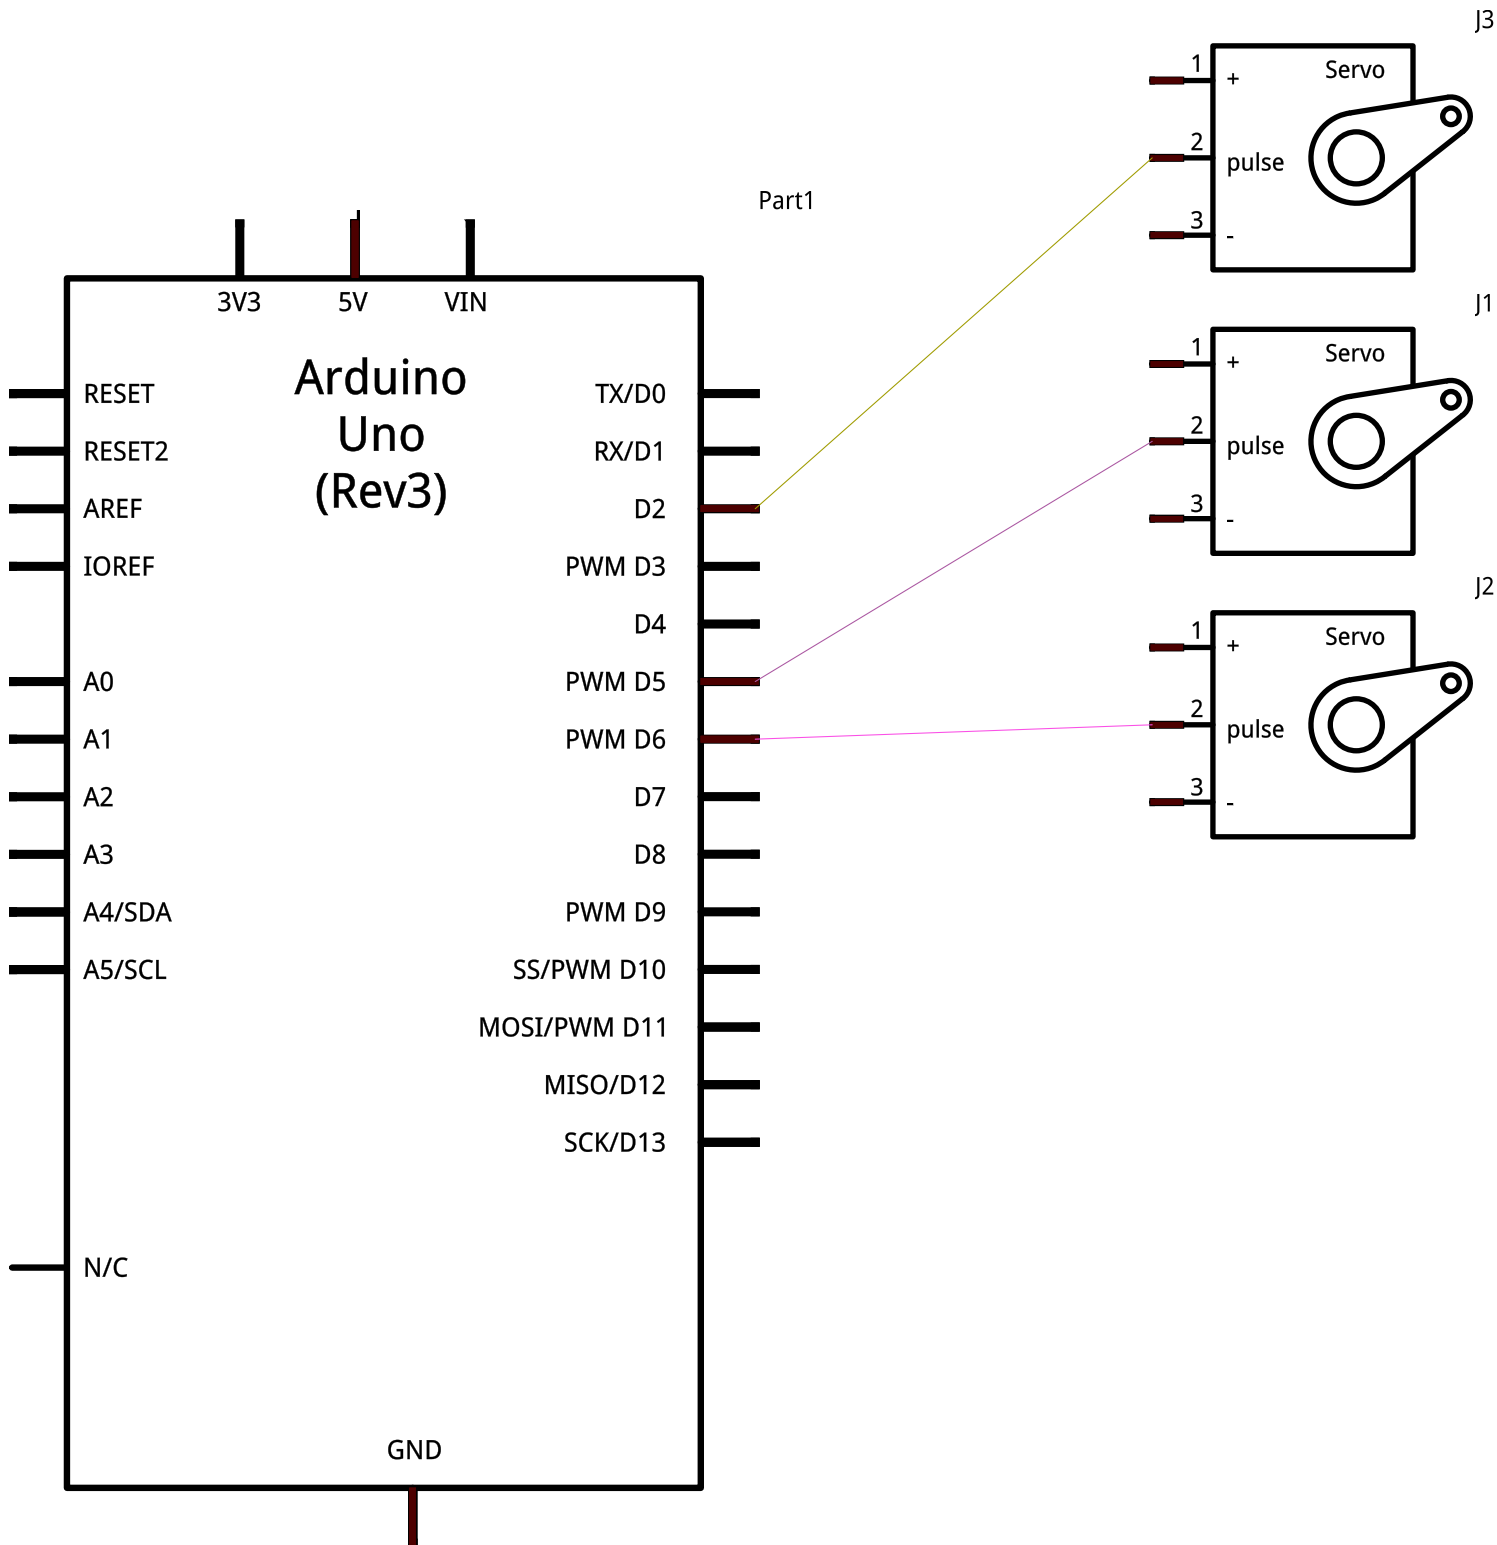 J3
1
+
Servo
2
pulse
3
-
Part1
3V3
5V
VIN
J1
1
+
Servo
2
pulse
3
-
Arduino
Uno
(Rev3)
RESET
RESET2
AREF
IOREF
A0
A1
A2
A3
A4/SDA
A5/SCL
N/C
TX/D0
RX/D1
D2
PWM D3
D4
PWM D5
PWM D6
D7
D8
PWM D9
SS/PWM D10
MOSI/PWM D11
MISO/D12
SCK/D13
GND
J2
1
+
Servo
2
pulse
3
-